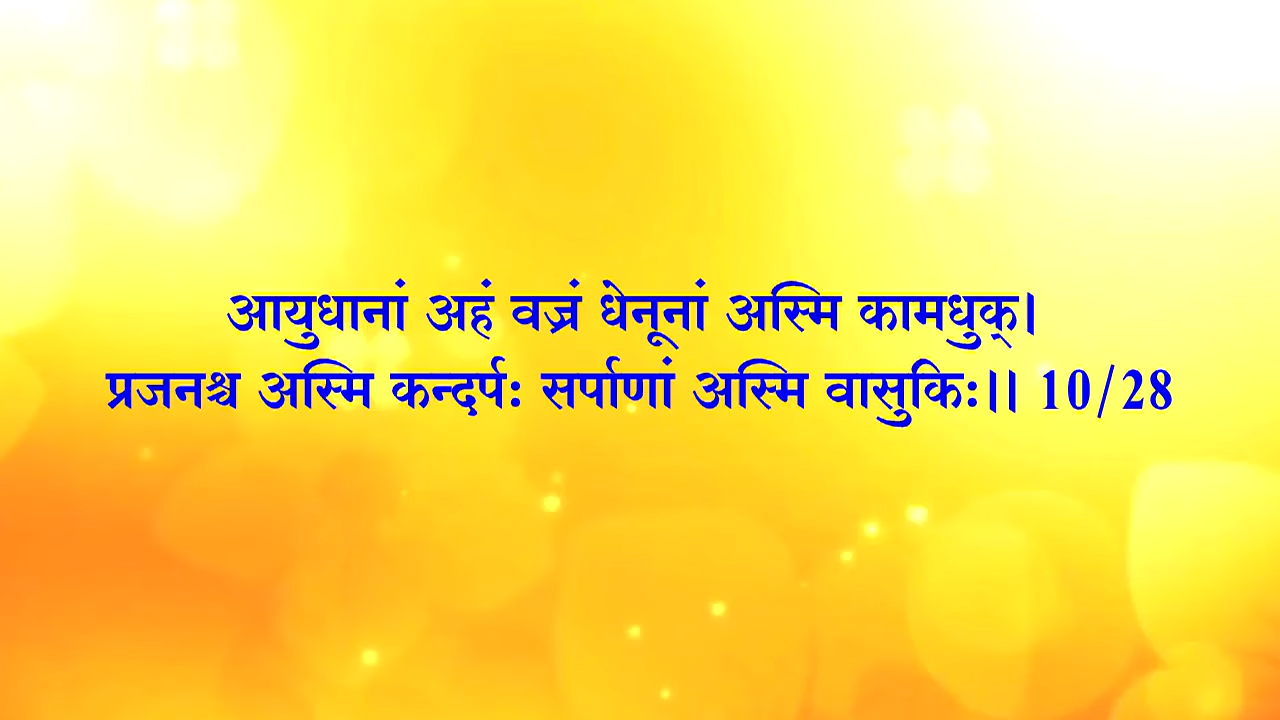 आयुधानां अहं वज्रं धेनूनां अस्मि कामधुक्।
प्रजनश्च अस्मि कन्दर्पः सर्पाणां अस्मि वासुकिः।। 10/28